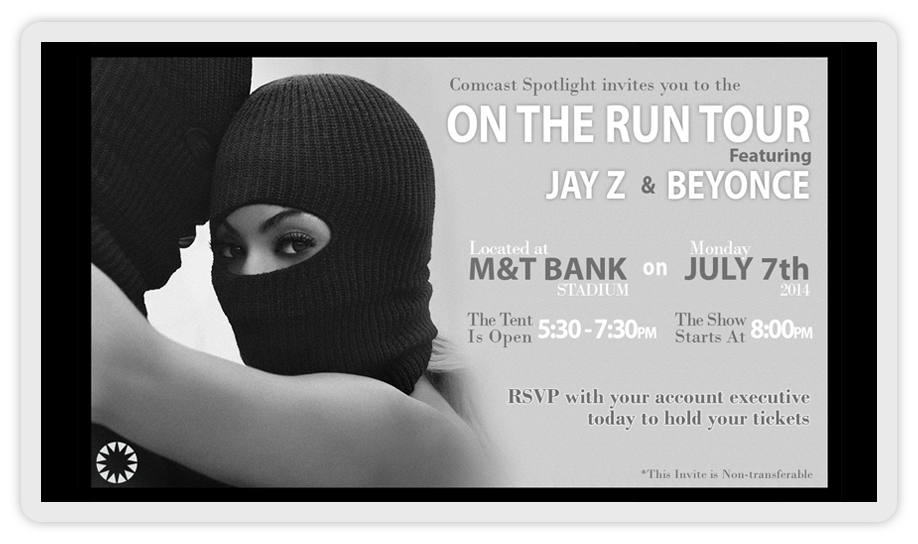 Comcast Spotlight invites you to the
ON THE RUN TOUR
Featuring
JAY Z & BEYONCE
Located at
M&T BANK
STADIUM
on
Monday
JULY 7th
2014
The Tent
Is Open
5:30 - 7:30PM
The Show
Starts At
8:00PM
RSVP with your account executive
today to hold your tickets
*This Invite is Non-transferable